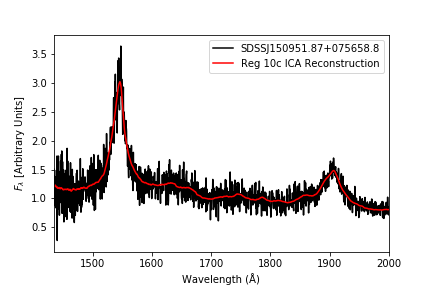 SDSSJ150951.87+075658.8
Reg 10c ICA Reconstruction
3.5
3.0
2.5
2.0
1.5
1.0
0.5
Fλ [Arbitrary Units]
1500 1600 1700 1800 1900 2000
Wavelength (Å)